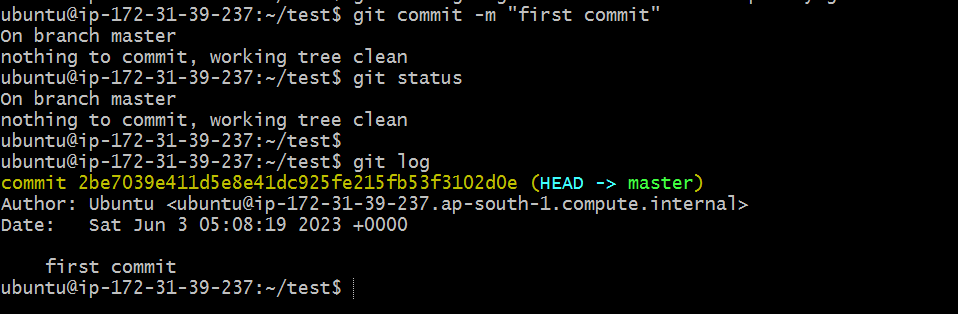 ubuntu@ip-172-31-39-237:~/test$ git commit -m "first commit"
On branch master
nothing to commit, working tree clean
ubuntu@ip-172-31-39-237:~/test$ git status
On branch master
nothing to commit, working tree clean
ubuntu@ip-172-31-39-237:~/test$
ubuntu@ip-172-31-39-237:~/test$ git log
commit 2be7039e411d5e8e41dc925fe215fb53f3102d0e (HEAD -> master)
Author: Ubuntu <ubuntu@ip-172-31-39-237.ap-south-1.compute.internal>
Date:   Sat Jun 3 05:08:19 2023 +0000
    first commit
ubuntu@ip-172-31-39-237:~/test$